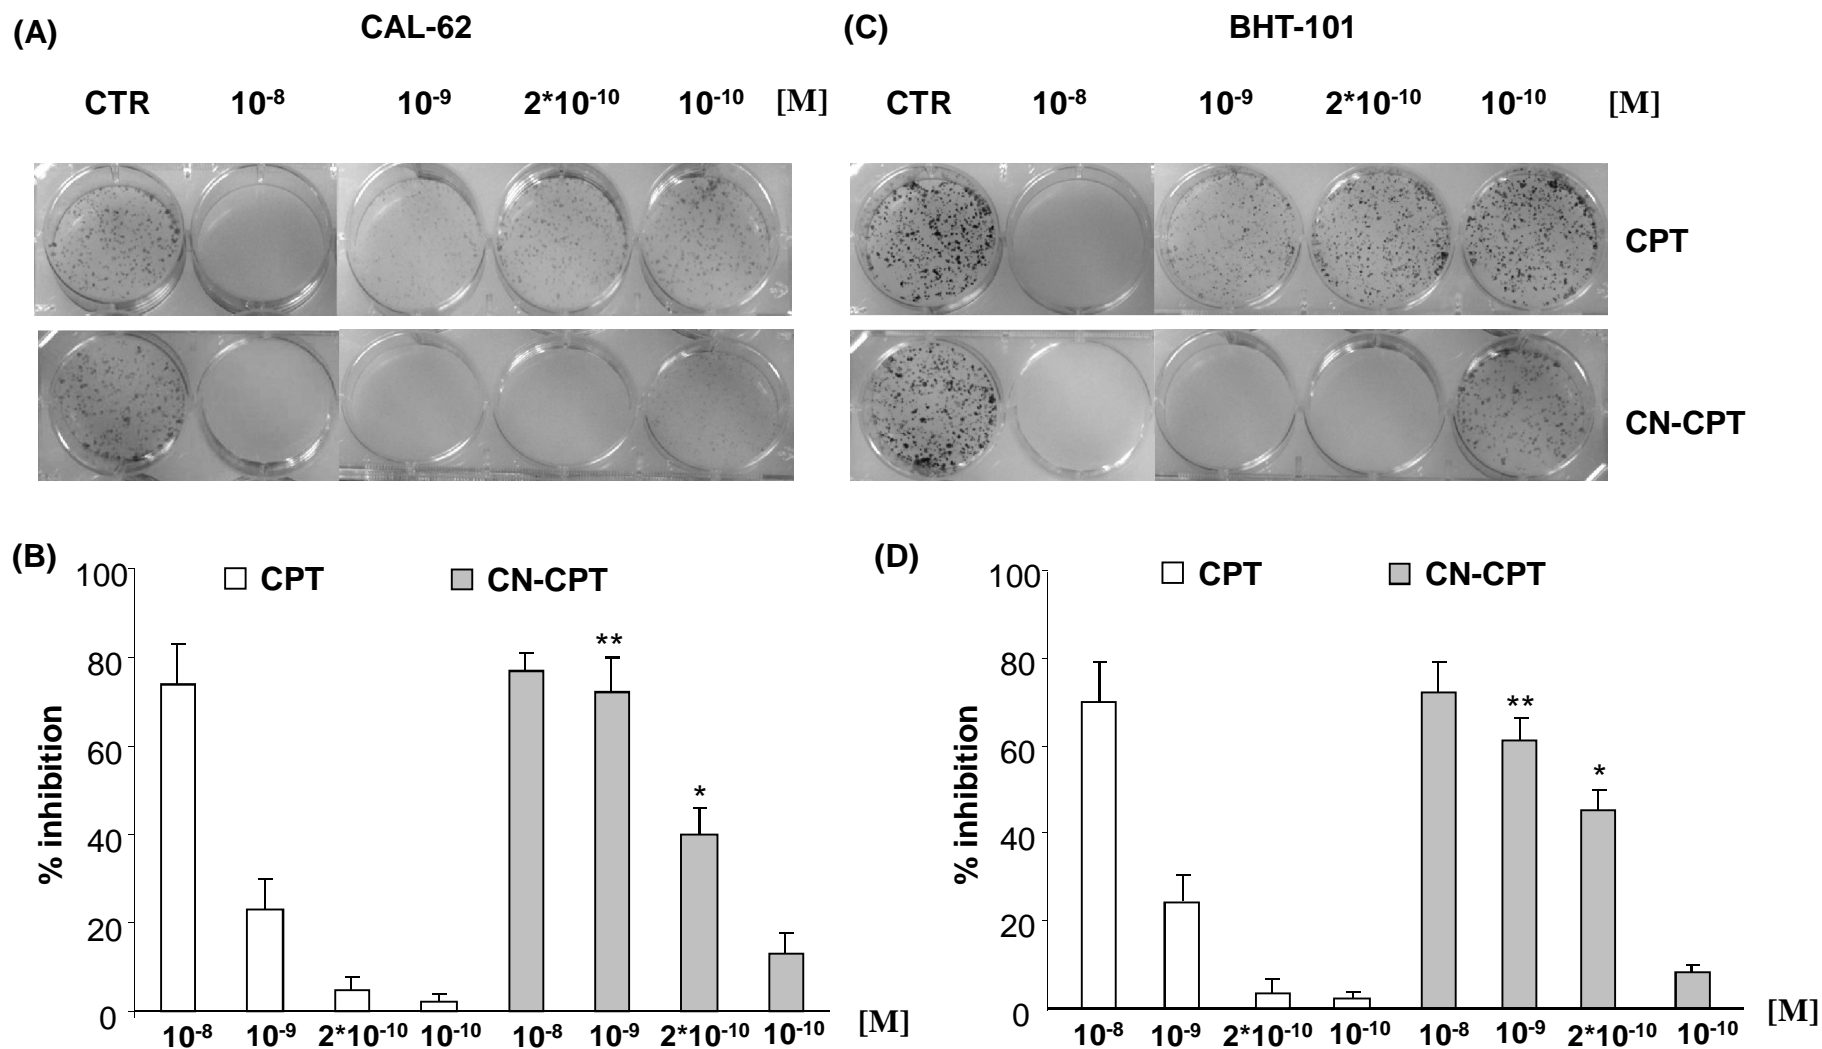 (A) CAL-62 (C) BHT-101
CTR 10⁻⁸ 10⁻⁹ 2*10⁻¹⁰ 10⁻¹⁰ [M] CTR 10⁻⁸ 10⁻⁹ 2*10⁻¹⁰ 10⁻¹⁰ [M]
CPT
CN-CPT
(B) CPT CN-CPT
100
80
60
40
20
0
% inhibition
**
*
10⁻⁸ 10⁻⁹ 2*10⁻¹⁰ 10⁻¹⁰ 10⁻⁸ 10⁻⁹ 2*10⁻¹⁰ 10⁻¹⁰ [M]
(D) CPT CN-CPT
100
80
60
40
20
0
% inhibition
**
*
10⁻⁸ 10⁻⁹ 2*10⁻¹⁰ 10⁻¹⁰ 10⁻⁸ 10⁻⁹ 2*10⁻¹⁰ 10⁻¹⁰ [M]